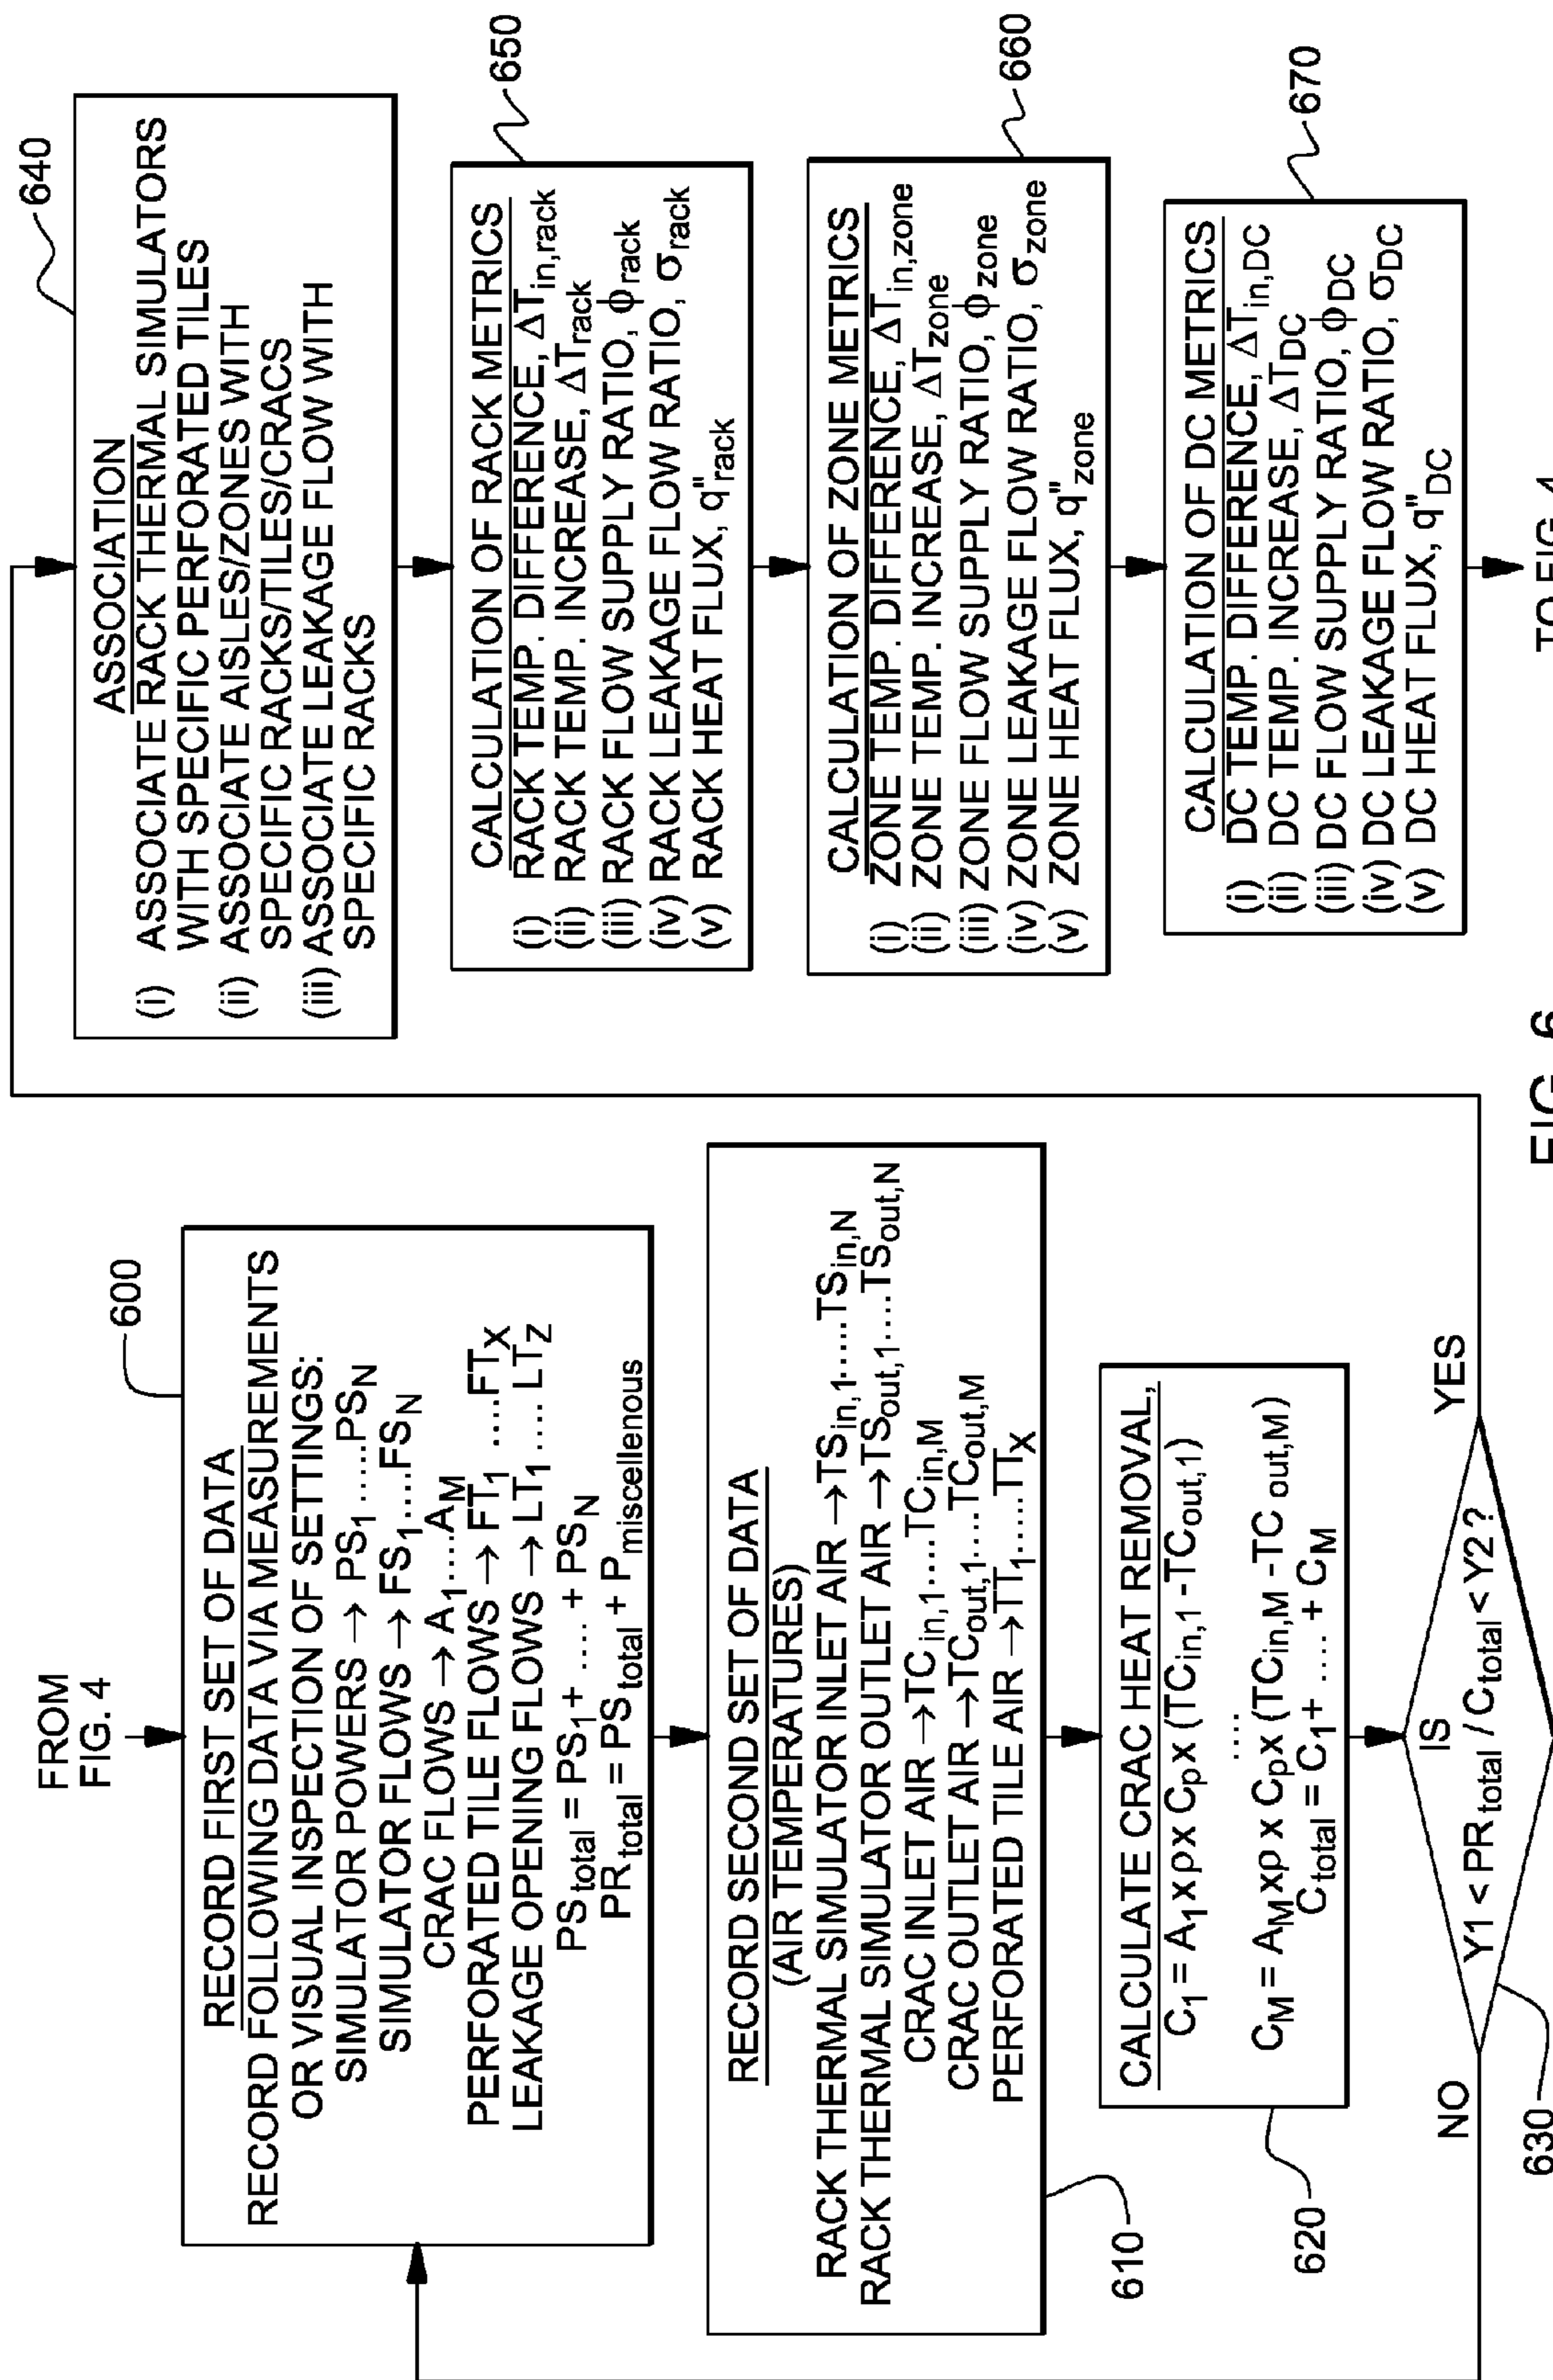 FROM
FIG. 4
600
RECORD FIRST SET OF DATA
RECORD FOLLOWING DATA VIA MEASUREMENTS
OR VISUAL INSPECTION OF SETTINGS:
SIMULATOR POWERS → PS1 ......PSN
SIMULATOR FLOWS → FS1....FSN
CRAC FLOWS → A1....AM
PERFORATED TILE FLOWS → FT1 ....FTX
LEAKAGE OPENING FLOWS → LT1 .... LTZ
PStotal = PS1 + .... + PSN
PRtotal = PStotal + Pmiscellenous
RECORD SECOND SET OF DATA
(AIR TEMPERATURES)
RACK THERMAL SIMULATOR INLET AIR → TSin,1.....TSin,N
RACK THERMAL SIMULATOR OUTLET AIR → TSout,1....TSout,N
CRAC INLET AIR → TCin,1....TCin,M
CRAC OUTLET AIR → TCout,1....TCout,M
PERFORATED TILE AIR → TT1.....TTX
610
CALCULATE CRAC HEAT REMOVAL,
C1 = A1 x ρx Cpx (TCin,1 -TCout,1)
....
CM = AM xρ x Cpx (TCin,M -TC out,M)
Ctotal = C1+ .... + CM
620
IS
Y1 < PRtotal / Ctotal < Y2 ?
NO
YES
630
640
ASSOCIATION
(i) ASSOCIATE RACK THERMAL SIMULATORS
WITH SPECIFIC PERFORATED TILES
(ii) ASSOCIATE AISLES/ZONES WITH
SPECIFIC RACKS/TILES/CRACS
(iii) ASSOCIATE LEAKAGE FLOW WITH
SPECIFIC RACKS
650
CALCULATION OF RACK METRICS
(i) RACK TEMP. DIFFERENCE, ΔTin,rack
(ii) RACK TEMP. INCREASE, ΔTrack
(iii) RACK FLOW SUPPLY RATIO, ϕrack
(iv) RACK LEAKAGE FLOW RATIO, σrack
(v) RACK HEAT FLUX, q"rack
660
CALCULATION OF ZONE METRICS
(i) ZONE TEMP. DIFFERENCE, ΔTin,zone
(ii) ZONE TEMP. INCREASE, ΔTzone
(iii) ZONE FLOW SUPPLY RATIO, ϕzone
(iv) ZONE LEAKAGE FLOW RATIO, σzone
(v) ZONE HEAT FLUX, q"zone
670
CALCULATION OF DC METRICS
(i) DC TEMP. DIFFERENCE, ΔTin,DC
(ii) DC TEMP. INCREASE, ΔTDC
(iii) DC FLOW SUPPLY RATIO, ϕDC
(iv) DC LEAKAGE FLOW RATIO, σDC
(v) DC HEAT FLUX, q"DC
TO FIG. 4
FIG. 6